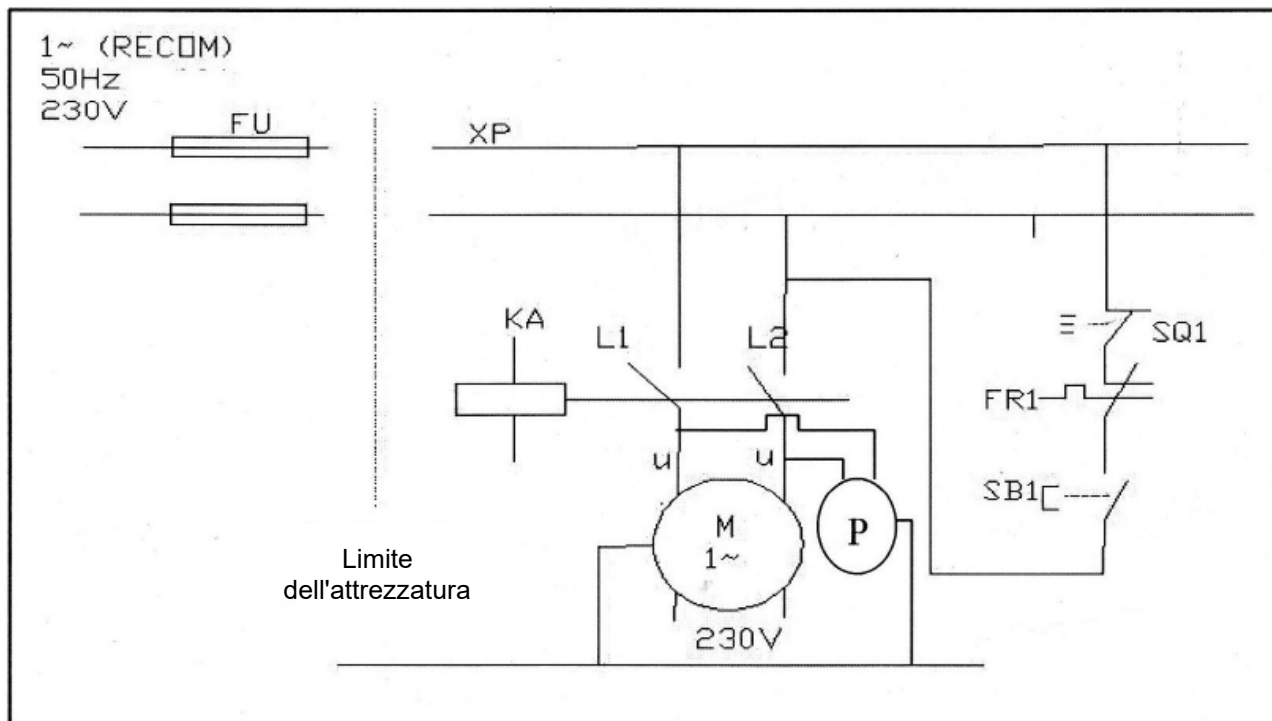 1~ (RECOM)
50Hz
230V
FU
XP
KA
L1
L2
SQ1
FR1
u
u
SB1
M
1~
P
Limite
dell'attrezzatura
230V